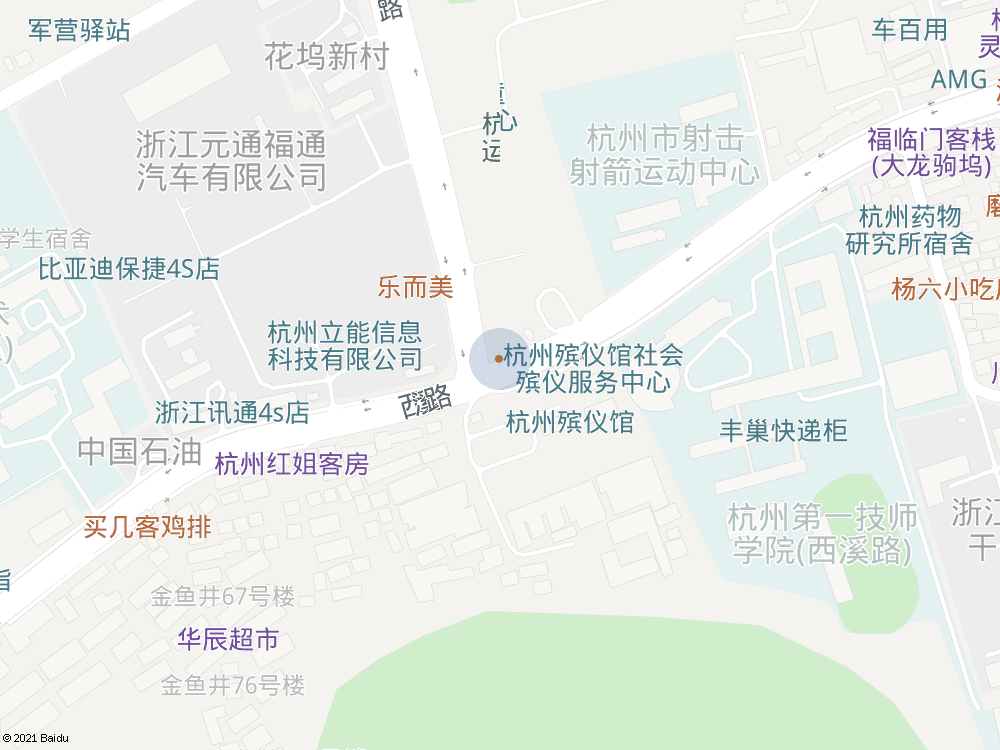 军营驿站
路
车百用
花坞新村
AMG
浙江元通福通
汽车有限公司
杭州市射击
射箭运动中心
福临门客栈
(大龙驹坞)
杭州药物
研究所宿舍
学生宿舍
比亚迪保捷4S店
乐而美
杨六小吃
杭州立能信息
科技有限公司
杭州殡仪馆社会
殡仪服务中心
西溪路
浙江讯通4s店
杭州殡仪馆
丰巢快递柜
中国石油
杭州红姐客房
买几客鸡排
杭州第一技师
学院(西溪路)
浙江
干
金鱼井67号楼
华辰超市
金鱼井76号楼
© 2021 Baidu